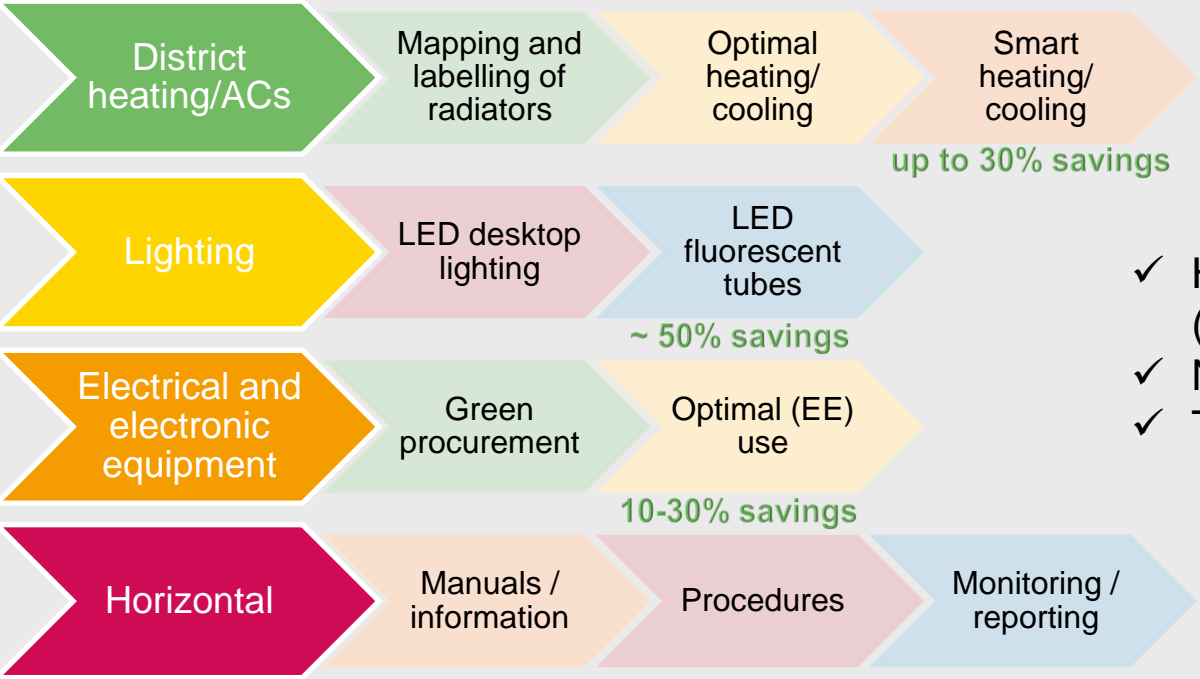 District
heating/ACs
Mapping and
labelling of
radiators
Optimal
heating/
cooling
Smart
heating/
cooling
up to 30% savings
Lighting
LED desktop
lighting
LED
fluorescent
tubes
~ 50% savings
Electrical and
electronic
equipment
Green
procurement
Optimal (EE)
use
10-30% savings
Horizontal
Manuals /
information
Procedures
Monitoring /
reporting